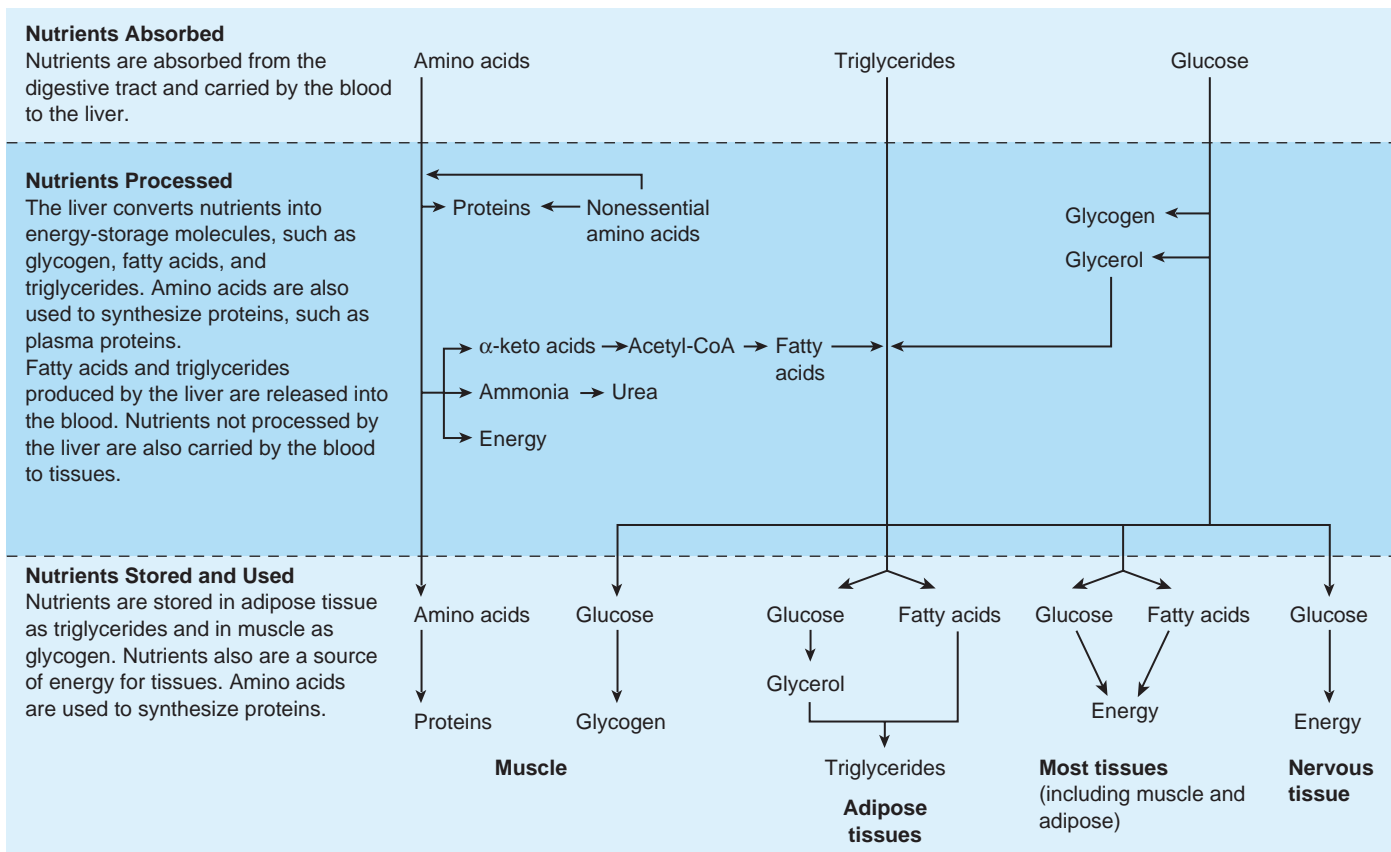 Nutrients Absorbed
Nutrients are absorbed from the
digestive tract and carried by the blood
to the liver.
Amino acids
Triglycerides
Glucose
Nutrients Processed
The liver converts nutrients into
energy-storage molecules, such as
glycogen, fatty acids, and
triglycerides. Amino acids are also
used to synthesize proteins, such as
plasma proteins.
Fatty acids and triglycerides
produced by the liver are released into
the blood. Nutrients not processed by
the liver are also carried by the blood
to tissues.
Proteins
Nonessential
amino acids
Glycogen
Glycerol
α-keto acids
Acetyl-CoA
Fatty
acids
Ammonia
Urea
Energy
Nutrients Stored and Used
Nutrients are stored in adipose tissue
as triglycerides and in muscle as
glycogen. Nutrients also are a source
of energy for tissues. Amino acids
are used to synthesize proteins.
Amino acids
Glucose
Glucose
Fatty acids
Glucose
Fatty acids
Glucose
Glycerol
Proteins
Glycogen
Energy
Energy
Muscle
Triglycerides
Adipose
tissues
Most tissues
(including muscle and
adipose)
Nervous
tissue